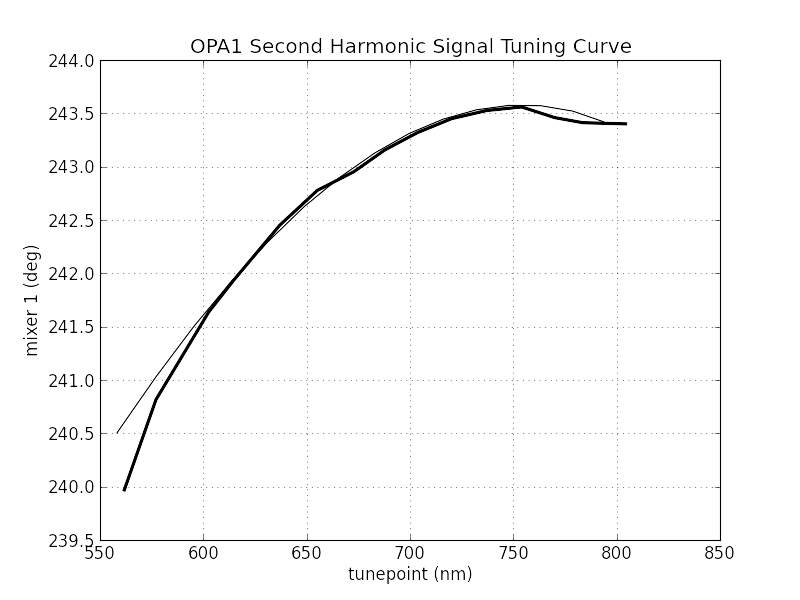 OPA1 Second Harmonic Signal Tuning Curve
244.0
243.5
243.0
242.5
242.0
241.5
241.0
240.5
240.0
239.5
mixer 1 (deg)
550 600 650 700 750 800 850
tunepoint (nm)